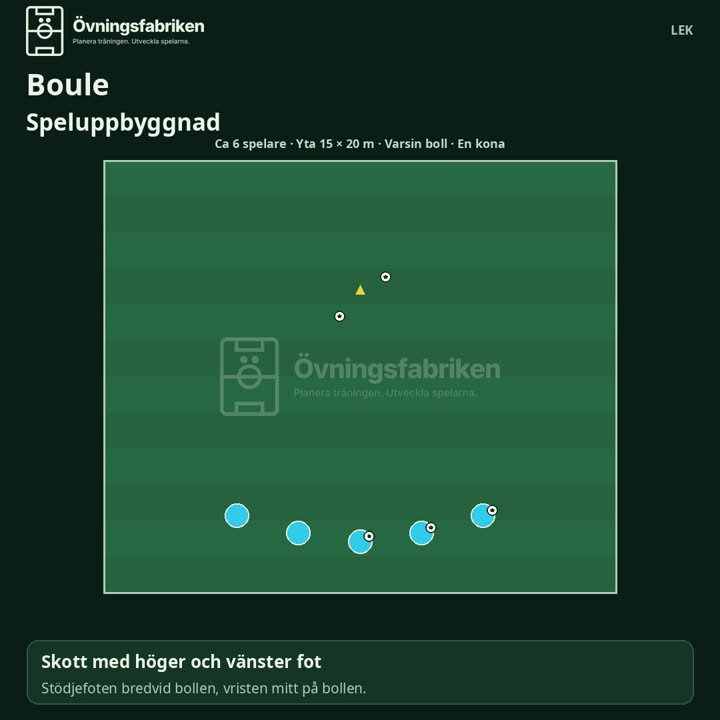 Övningsfabriken
Planera träningen. Utveckla spelarna.
LEK
Boule
Speluppbyggnad
Ca 6 spelare · Yta 15 × 20 m · Varsin boll · En kona
Övningsfabriken
Planera träningen. Utveckla spelarna.
Skott med höger och vänster fot
Stödjefoten bredvid bollen, vristen mitt på bollen.